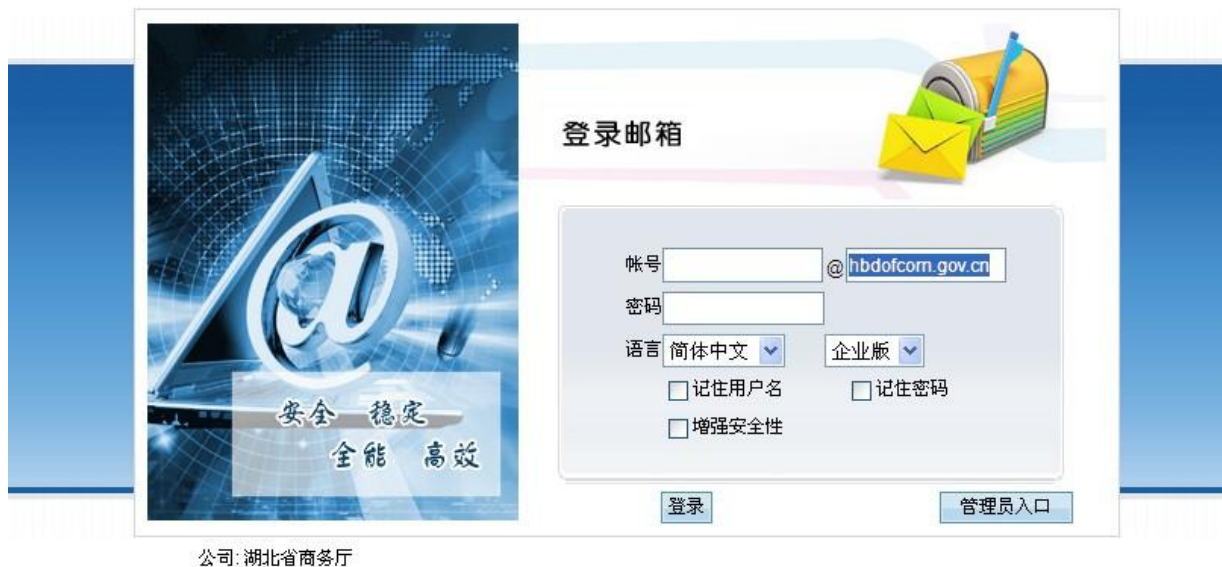 登录邮箱
帐号 @ hbdofcom.gov.cn
密码
语言 简体中文 企业版
记住用户名 记住密码
增强安全性
安全 稳定
全能 高效
登录 管理员入口
公司: 湖北省商务厅